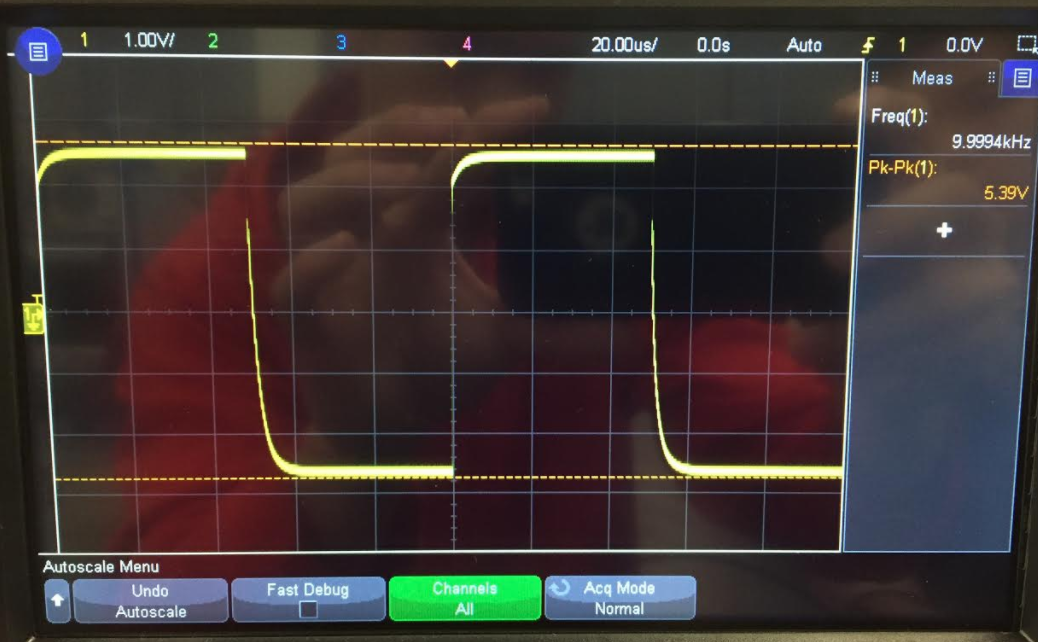 1 1.00V/ 2 3 4 20.00us/ 0.0s Auto 1 0.0V
Meas
Freq(1):
9.9994kHz
Pk-Pk(1):
5.39V
Autoscale Menu
Undo
Autoscale
Fast Debug
Channels
All
Acq Mode
Normal